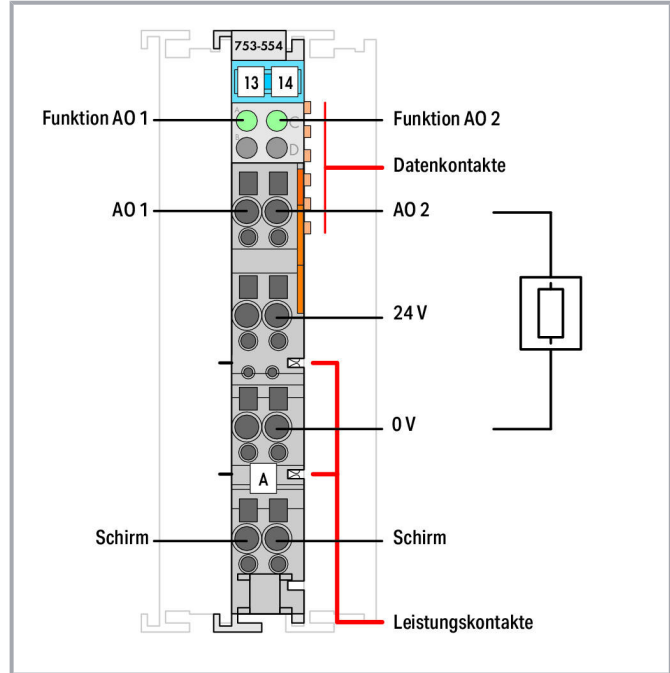 753-554
13 14
Funktion AO 1
A
C
Funktion AO 2
B
D
Datenkontakte
AO 1
AO 2
24 V
0 V
A
Schirm
Schirm
Leistungskontakte